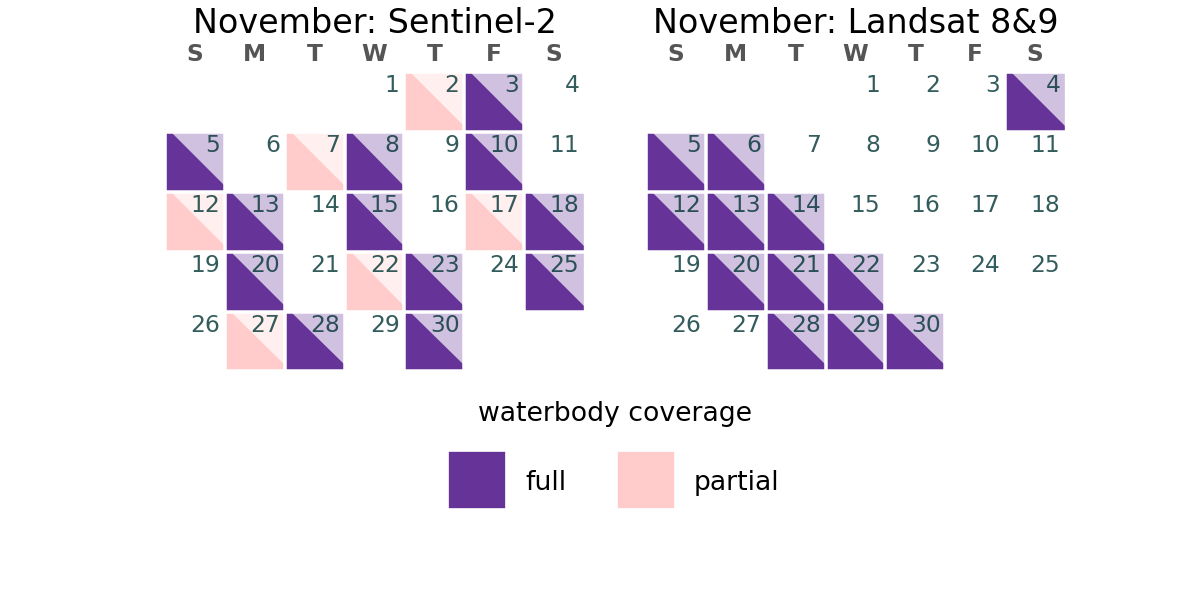 November: Sentinel-2
S M T W T F S
1 2 3 4
5 6 7 8 9 10 11
12 13 14 15 16 17 18
19 20 21 22 23 24 25
26 27 28 29 30
November: Landsat 8&9
S M T W T F S
1 2 3 4
5 6 7 8 9 10 11
12 13 14 15 16 17 18
19 20 21 22 23 24 25
26 27 28 29 30
waterbody coverage
full
partial